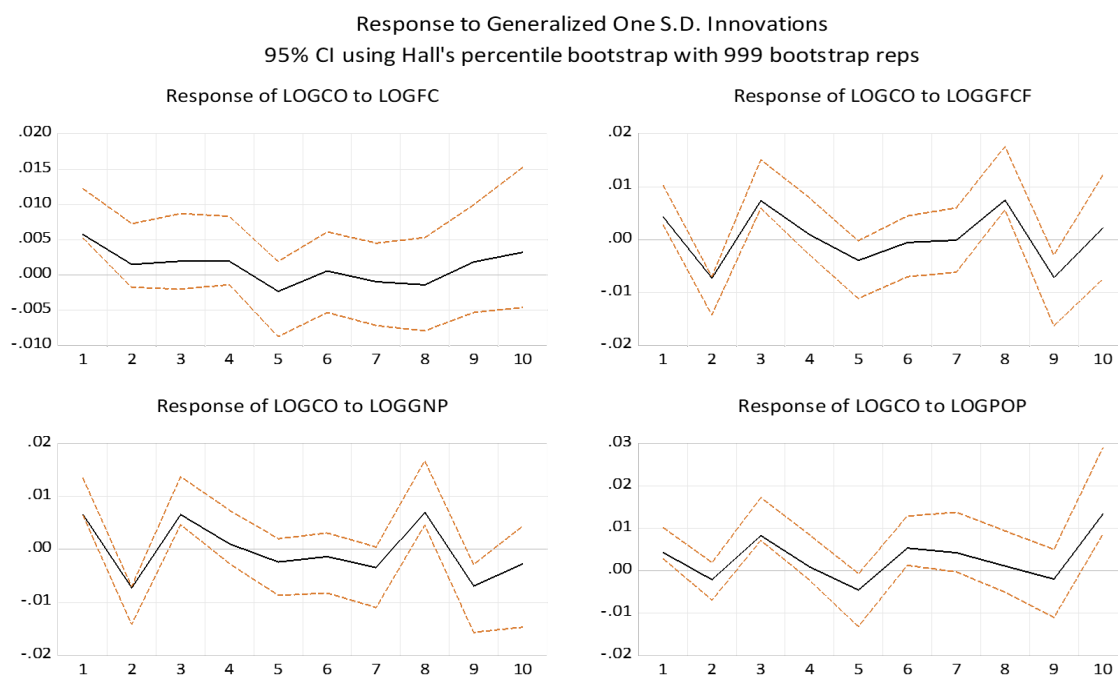 Response to Generalized One S.D. Innovations
95% CI using Hall's percentile bootstrap with 999 bootstrap reps
Response of LOGCO to LOGFC
.020
.015
.010
.005
.000
-.005
-.010
1 2 3 4 5 6 7 8 9 10
Response of LOGCO to LOGGFCF
.02
.01
.00
-.01
-.02
1 2 3 4 5 6 7 8 9 10
Response of LOGCO to LOGGNP
.02
.01
.00
-.01
-.02
1 2 3 4 5 6 7 8 9 10
Response of LOGCO to LOGPOP
.03
.02
.01
.00
-.01
-.02
1 2 3 4 5 6 7 8 9 10